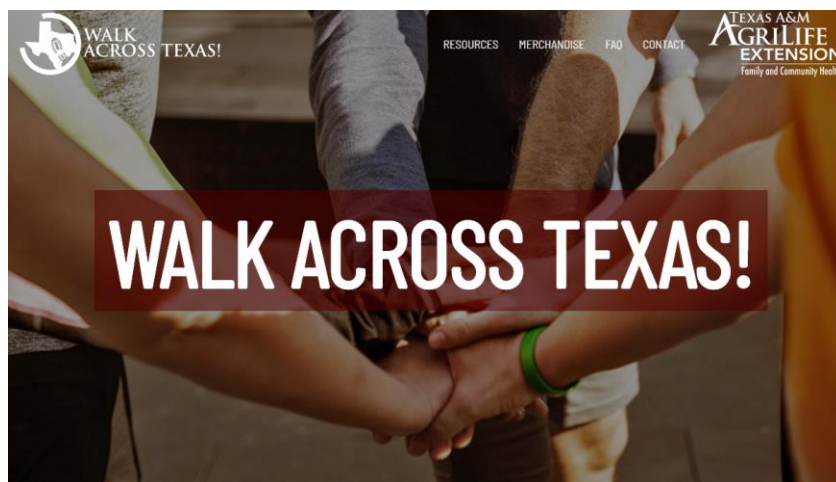 WALK
ACROSS TEXAS!
RESOURCES MERCHANDISE FAQ CONTACT
TEXAS A&M
AGRILIFE
EXTENSION
Family and Community Health
WALK ACROSS TEXAS!